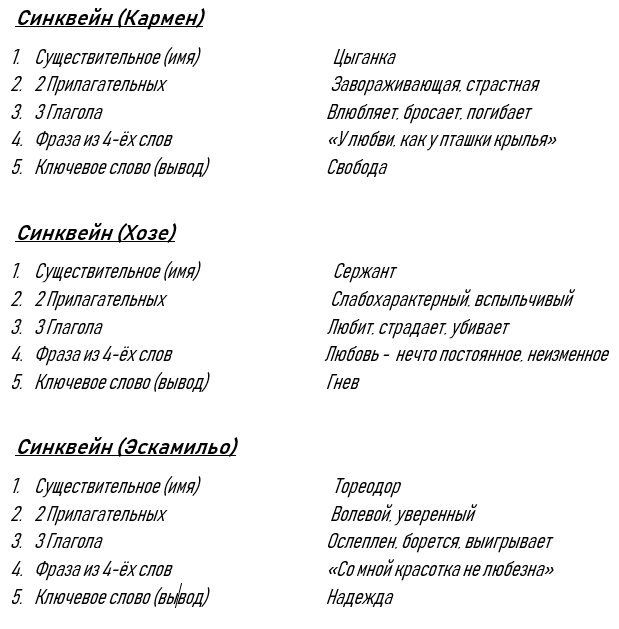 Синквейн (Кармен)
1. Существительное (имя) Цыганка
2. 2 Прилагательных Завораживающая, страстная
3. 3 Глагола Влюбляет, бросает, погибает
4. Фраза из 4-ёх слов «У любви, как у пташки крылья»
5. Ключевое слово (вывод) Свобода
Синквейн (Хозе)
1. Существительное (имя) Сержант
2. 2 Прилагательных Слабохарактерный, вспыльчивый
3. 3 Глагола Любит, страдает, убивает
4. Фраза из 4-ёх слов Любовь - нечто постоянное, неизменное
5. Ключевое слово (вывод) Гнев
Синквейн (Эскамильо)
1. Существительное (имя) Тореодор
2. 2 Прилагательных Волевой, уверенный
3. 3 Глагола Ослеплен, борется, выигрывает
4. Фраза из 4-ёх слов «Со мной красотка не любезна»
5. Ключевое слово (вывод) Надежда